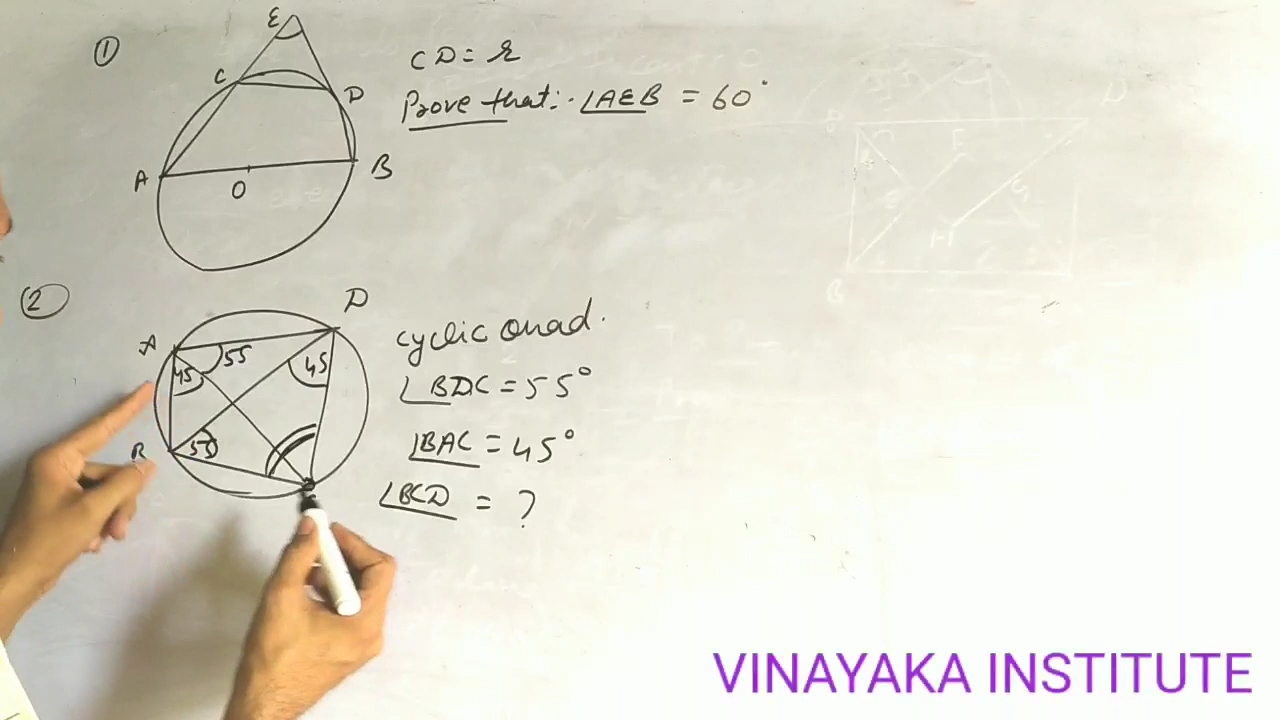 ①
E
C
D
A
O
B
CD = r
Prove that: ∠AEB = 60°
②
D
A
55
45
45
55
B
cyclic Quad.
∠BDC = 55°
∠BAC = 45°
∠BCD = ?
VINAYAKA INSTITUTE